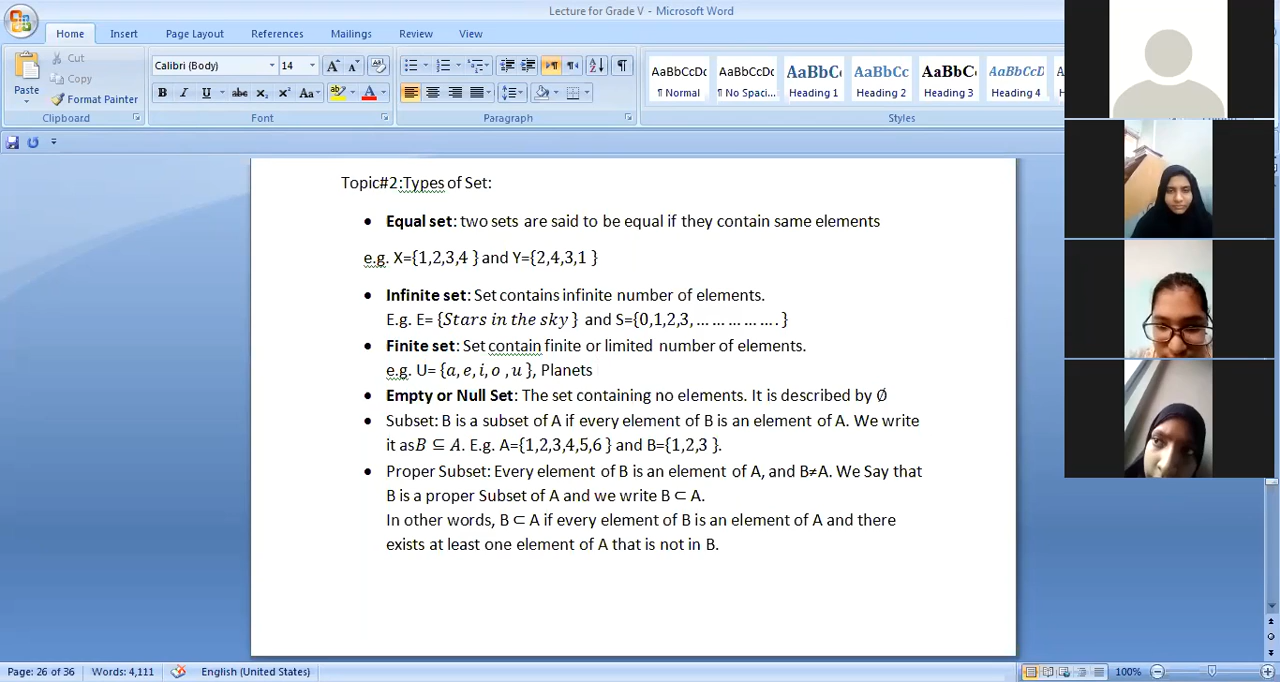 Lecture for Grade V - Microsoft Word
Home Insert Page Layout References Mailings Review View
Cut
Copy
Paste
Format Painter
Calibri (Body) 14
AaBbCcDc AaBbCcDc AaBbC AaBbCc AaBbC AaBbCcD
¶ Normal ¶ No Spaci... Heading 1 Heading 2 Heading 3 Heading 4
Clipboard Font Paragraph Styles
Topic#2:Types of Set:
• Equal set: two sets are said to be equal if they contain same elements
e.g. X={1,2,3,4 } and Y={2,4,3,1 }
• Infinite set: Set contains infinite number of elements.
E.g. E= {Stars in the sky } and S={0,1,2,3, ... ... ... ... . }
• Finite set: Set contain finite or limited number of elements.
e.g. U= {a, e, i, o ,u }, Planets
• Empty or Null Set: The set containing no elements. It is described by Ø
• Subset: B is a subset of A if every element of B is an element of A. We write
it asB ⊆ A. E.g. A={1,2,3,4,5,6 } and B={1,2,3 }.
• Proper Subset: Every element of B is an element of A, and B≠A. We Say that
B is a proper Subset of A and we write B ⊂ A.
In other words, B ⊂ A if every element of B is an element of A and there
exists at least one element of A that is not in B.
Page: 26 of 36 Words: 4,111 English (United States) 100%